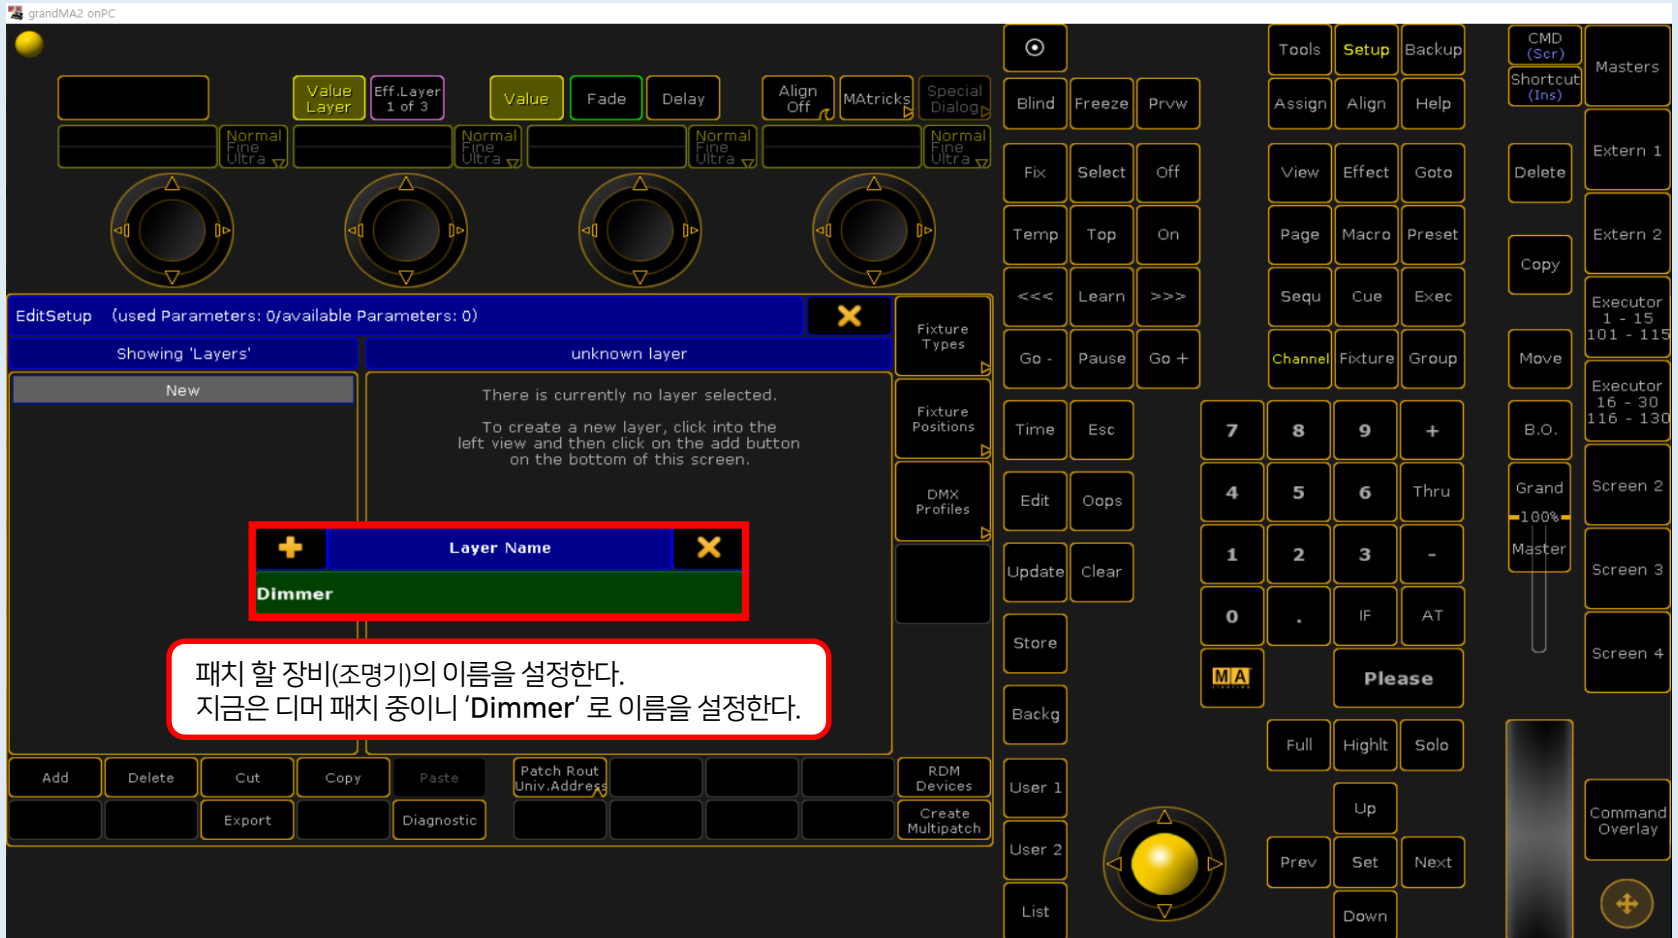 grandMA2 onPC
Value
Layer
Eff.Layer
1 of 3
Value
Fade
Delay
Align
Off
MAtricks
Special
Dialog
Normal
Fine
Ultra
Normal
Fine
Ultra
Normal
Fine
Ultra
Normal
Fine
Ultra
EditSetup (used Parameters: 0/available Parameters: 0)
Showing 'Layers'
unknown layer
New
There is currently no layer selected.
To create a new layer, click into the
left view and then click on the add button
on the bottom of this screen.
Fixture
Types
Fixture
Positions
DMX
Profiles
Layer Name
Dimmer
패치 할 장비(조명기)의 이름을 설정한다.
지금은 디머 패치 중이니 ‘Dimmer’ 로 이름을 설정한다.
Add
Delete
Cut
Copy
Paste
Patch Rout
Univ.Address
RDM
Devices
Export
Diagnostic
Create
Multipatch
Blind
Freeze
Prvw
Fix
Select
Off
Temp
Top
On
<<<
Learn
>>>
Go -
Pause
Go +
Time
Esc
Edit
Oops
Update
Clear
Store
Backg
User 1
User 2
List
Tools
Setup
Backup
Assign
Align
Help
View
Effect
Goto
Page
Macro
Preset
Sequ
Cue
Exec
Channel
Fixture
Group
7
8
9
+
4
5
6
Thru
1
2
3
-
0
.
IF
AT
MA
Please
Full
Highlt
Solo
Up
Prev
Set
Next
Down
CMD
(Scr)
Shortcut
(Ins)
Delete
Copy
Move
B.O.
Grand
100%
Master
Masters
Extern 1
Extern 2
Executor
1 - 15
101 - 115
Executor
16 - 30
116 - 130
Screen 2
Screen 3
Screen 4
Command
Overlay